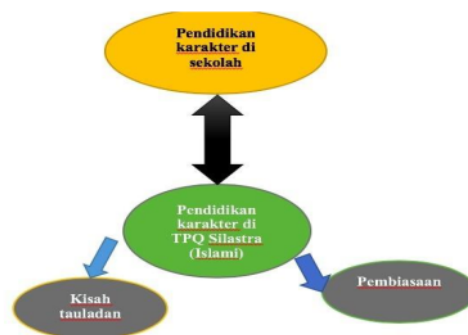 Pendidikan
karakter di
sekolah
Pendidikan
karakter di
TPQ Silastra
(Islami)
Kisah
tauladan
Pembiasaan